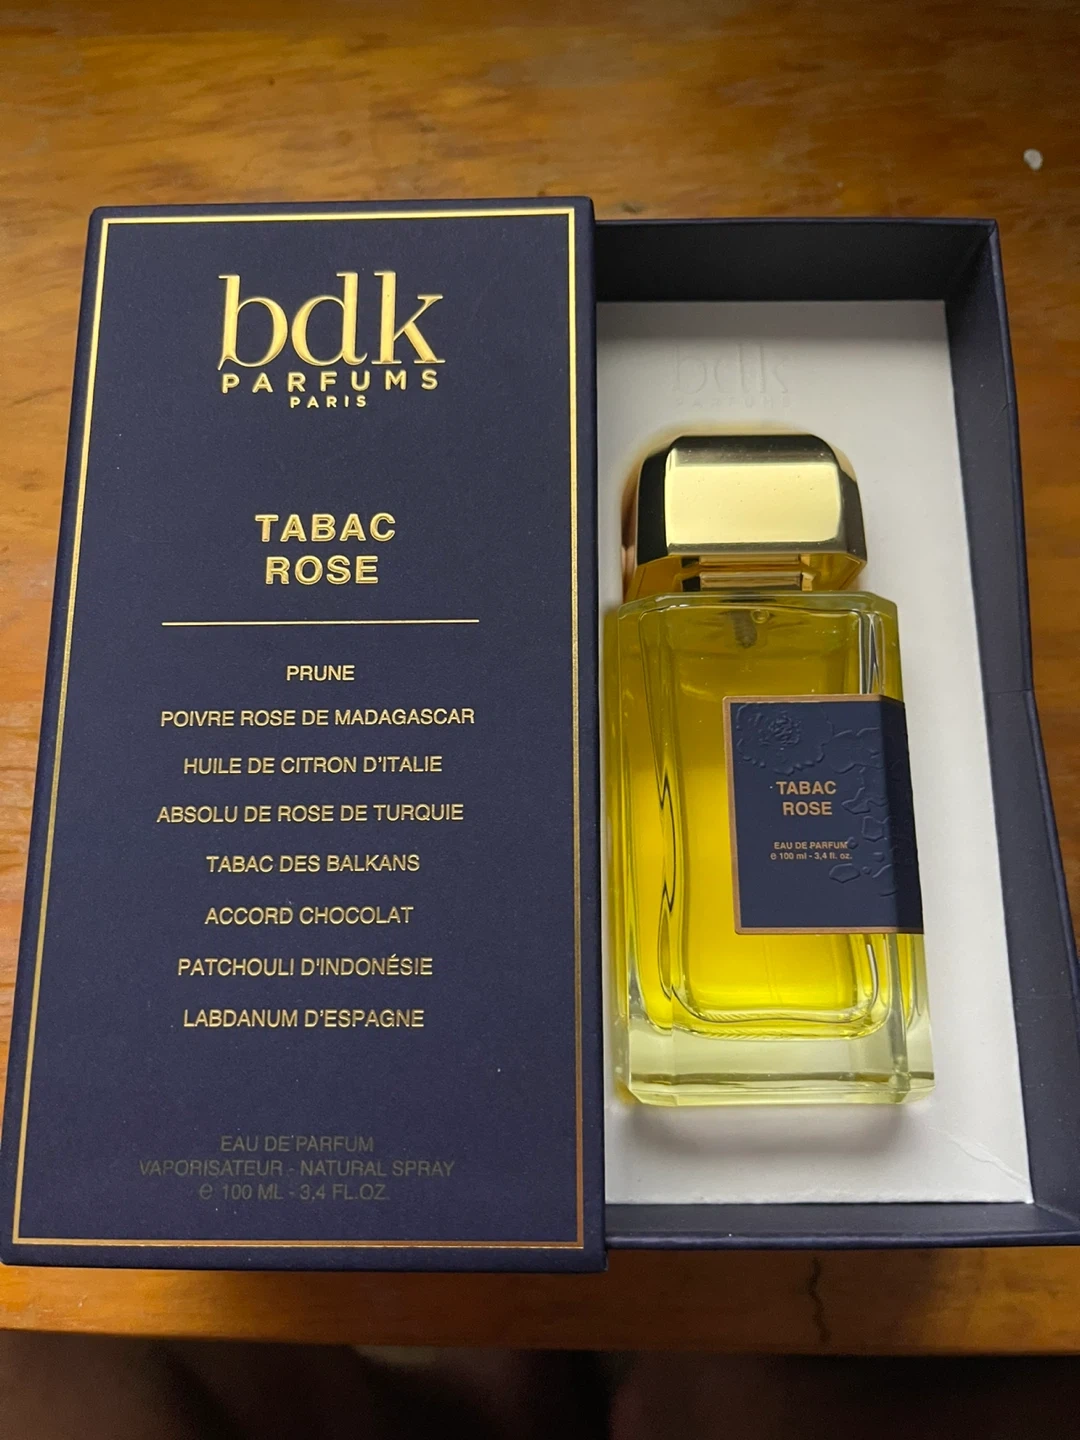 bdk
PARFUMS
PARIS
TABAC
ROSE
PRUNE
POIVRE ROSE DE MADAGASCAR
HUILE DE CITRON D'ITALIE
ABSOLU DE ROSE DE TURQUIE
TABAC DES BALKANS
ACCORD CHOCOLAT
PATCHOULI D'INDONÉSIE
LABDANUM D'ESPAGNE
EAU DE PARFUM
VAPORISATEUR - NATURAL SPRAY
℮ 100 ML - 3,4 FL.OZ.
bdk
PARFUMS
TABAC
ROSE
EAU DE PARFUM
℮ 100 ml - 3,4 fl. oz.